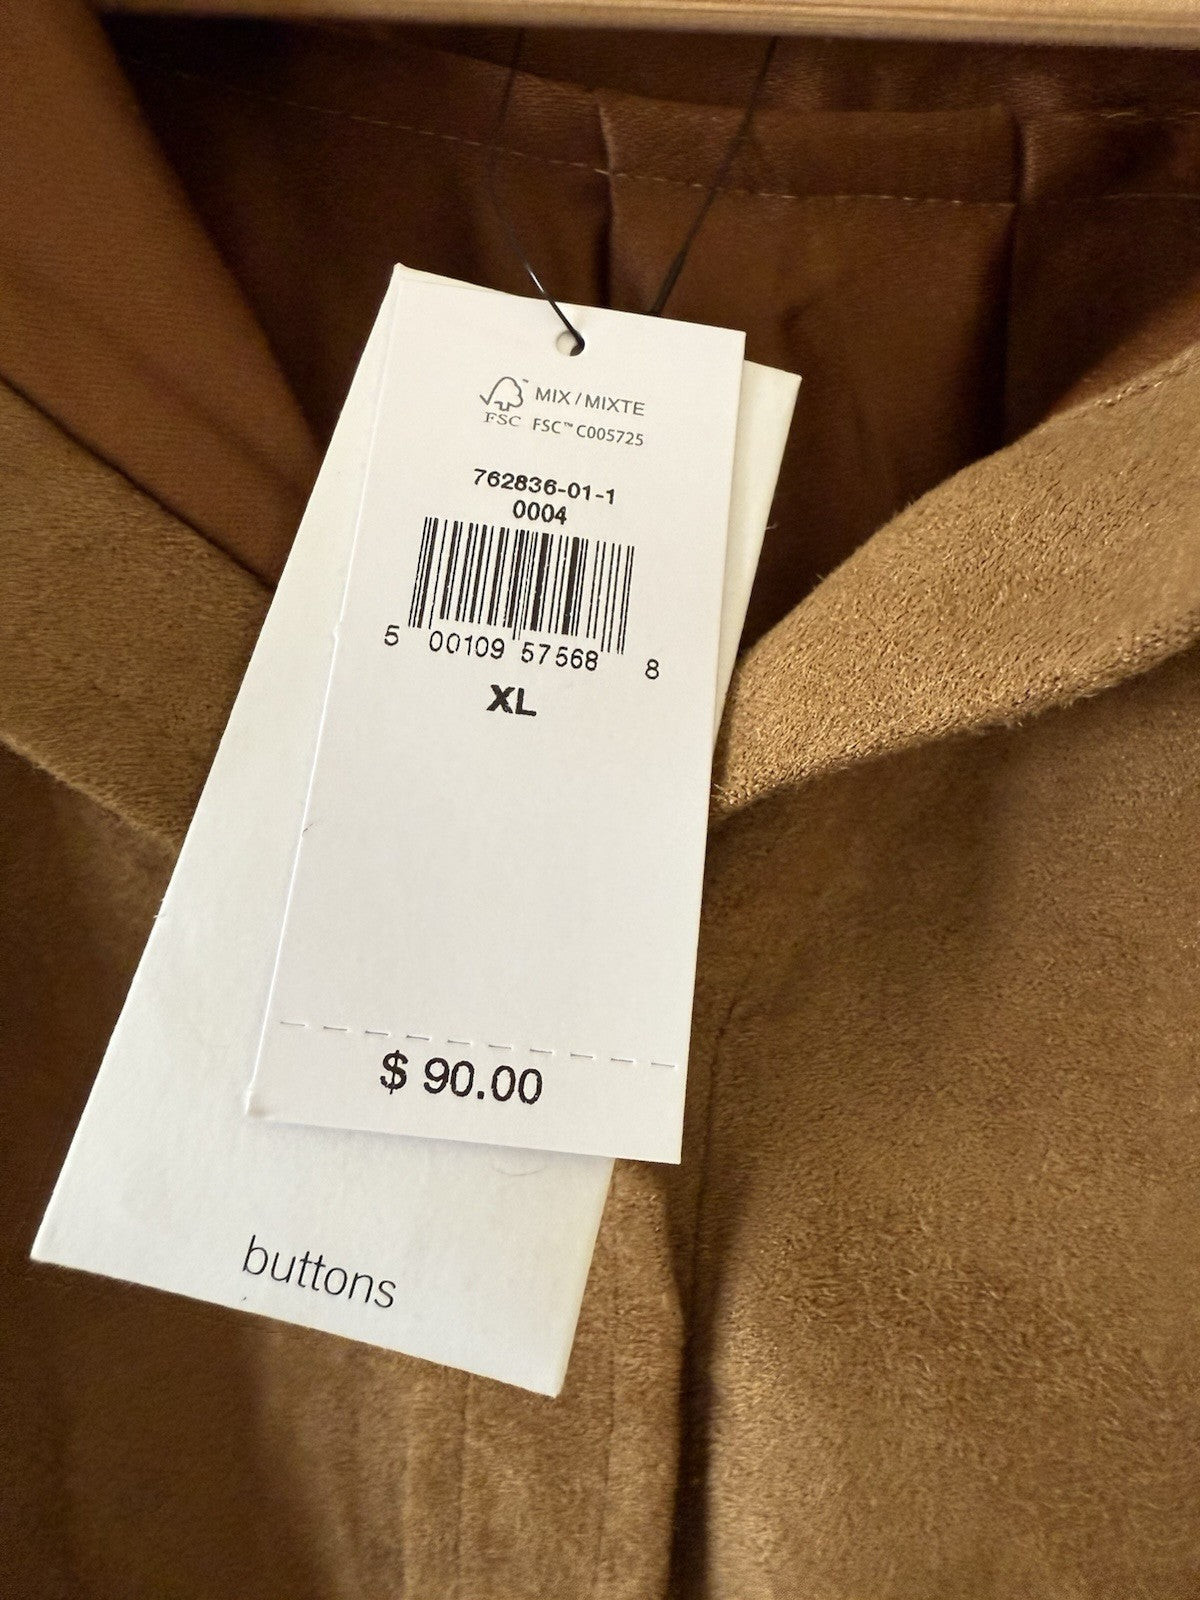 MIX / MIXTE
FSC FSC™ C005725
762836-01-1
0004
5 00109 57568 8
XL
$ 90.00
buttons